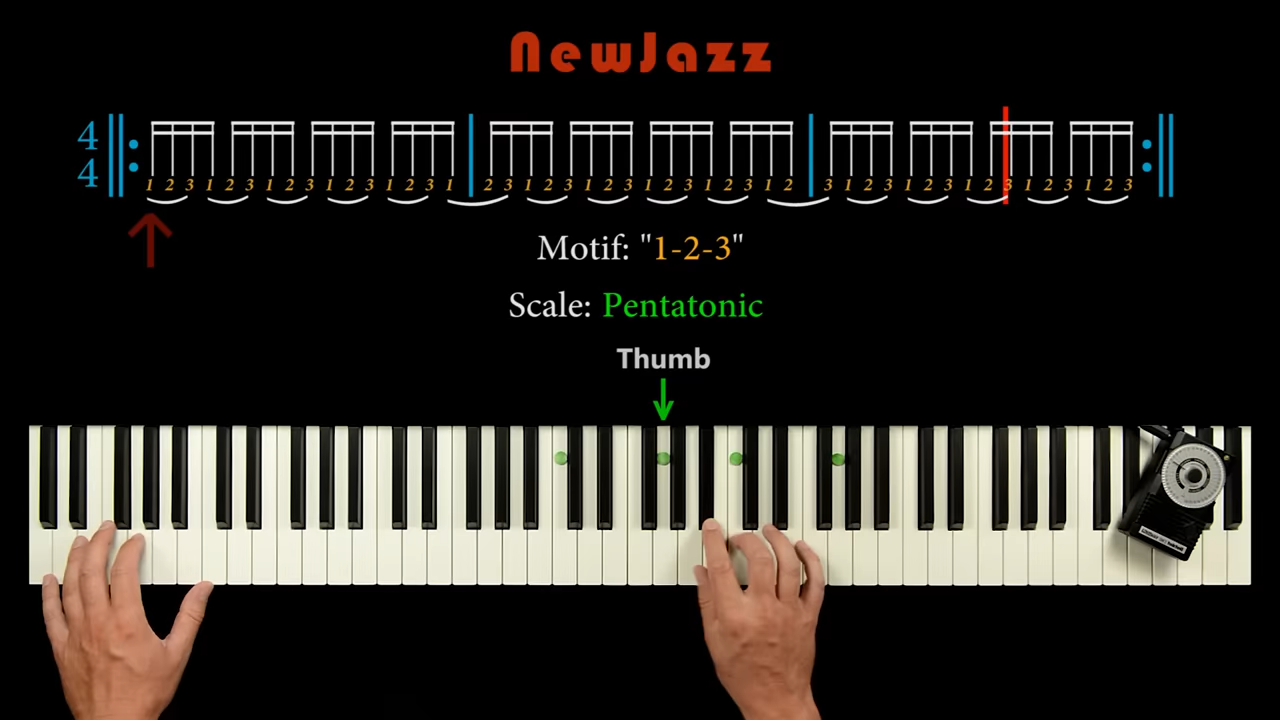 NewJazz
4
4
1 2 3 1 2 3 1 2 3 1 2 3 1 2 3 1 2 3 1 2 3 1 2 3 1 2 3 1 2 3 1 2 3 1 2 3 1 2 3 1 2 3 1 2 3 1 2 3
Motif: "1-2-3"
Scale: Pentatonic
Thumb